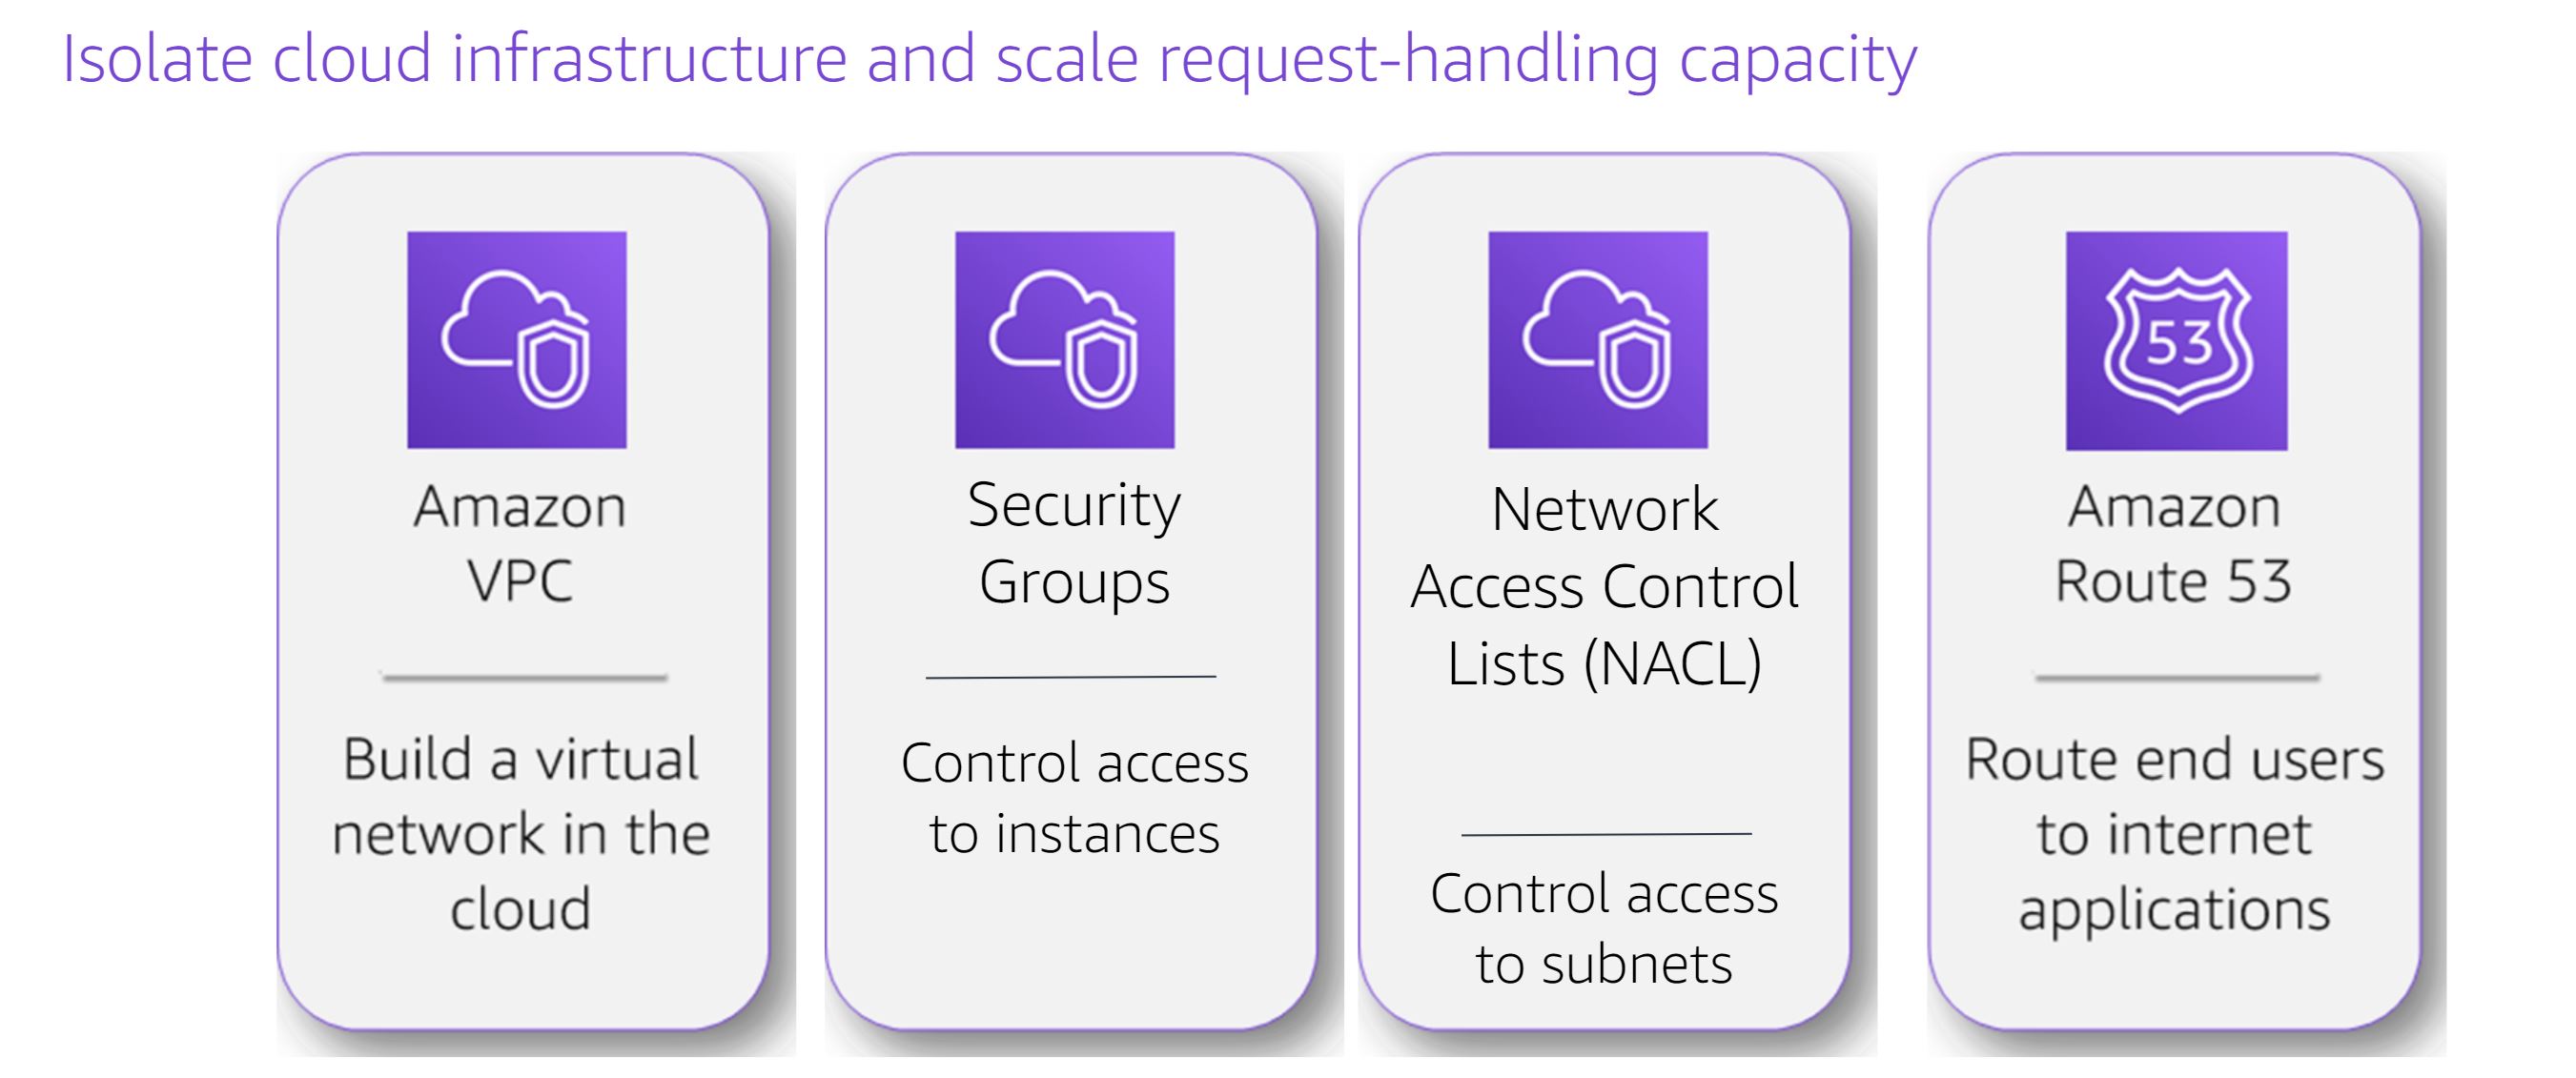 Isolate cloud infrastructure and scale request-handling capacity
Amazon
VPC
Build a virtual
network in the
cloud
Security
Groups
Control access
to instances
Network
Access Control
Lists (NACL)
Control access
to subnets
53
Amazon
Route 53
Route end users
to internet
applications